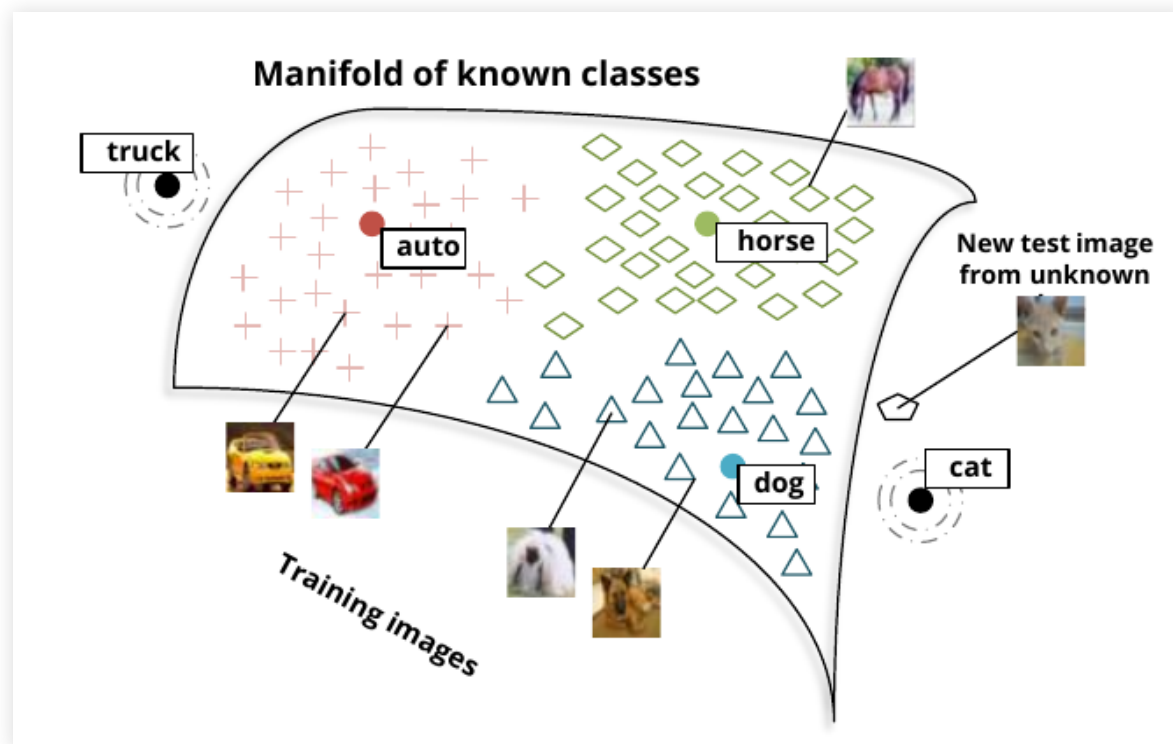 Manifold of known classes
truck
auto
horse
New test image
from unknown
cat
dog
Training images